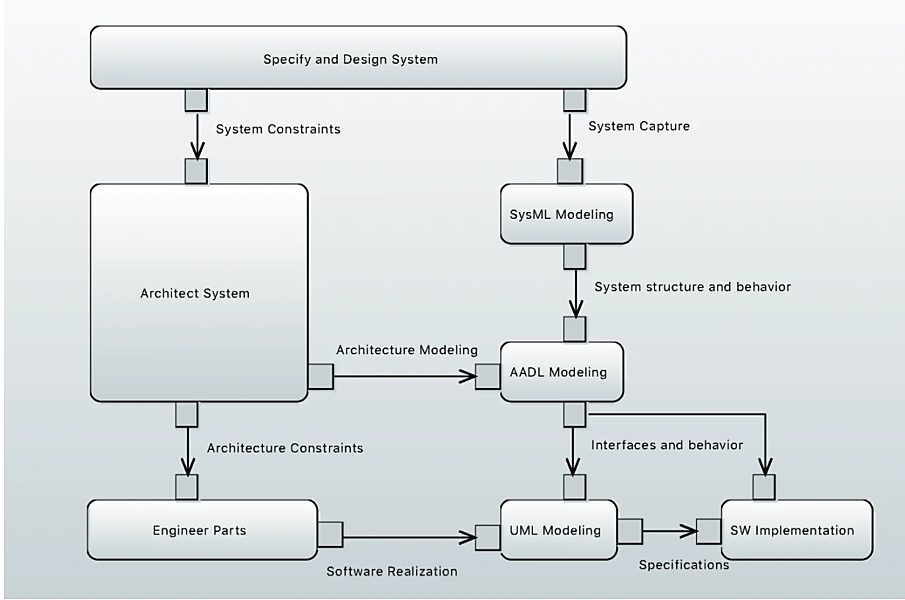 Specify and Design System
System Constraints
System Capture
SysML Modeling
Architect System
System structure and behavior
Architecture Modeling
AADL Modeling
Architecture Constraints
Interfaces and behavior
Engineer Parts
UML Modeling
SW Implementation
Software Realization
Specifications